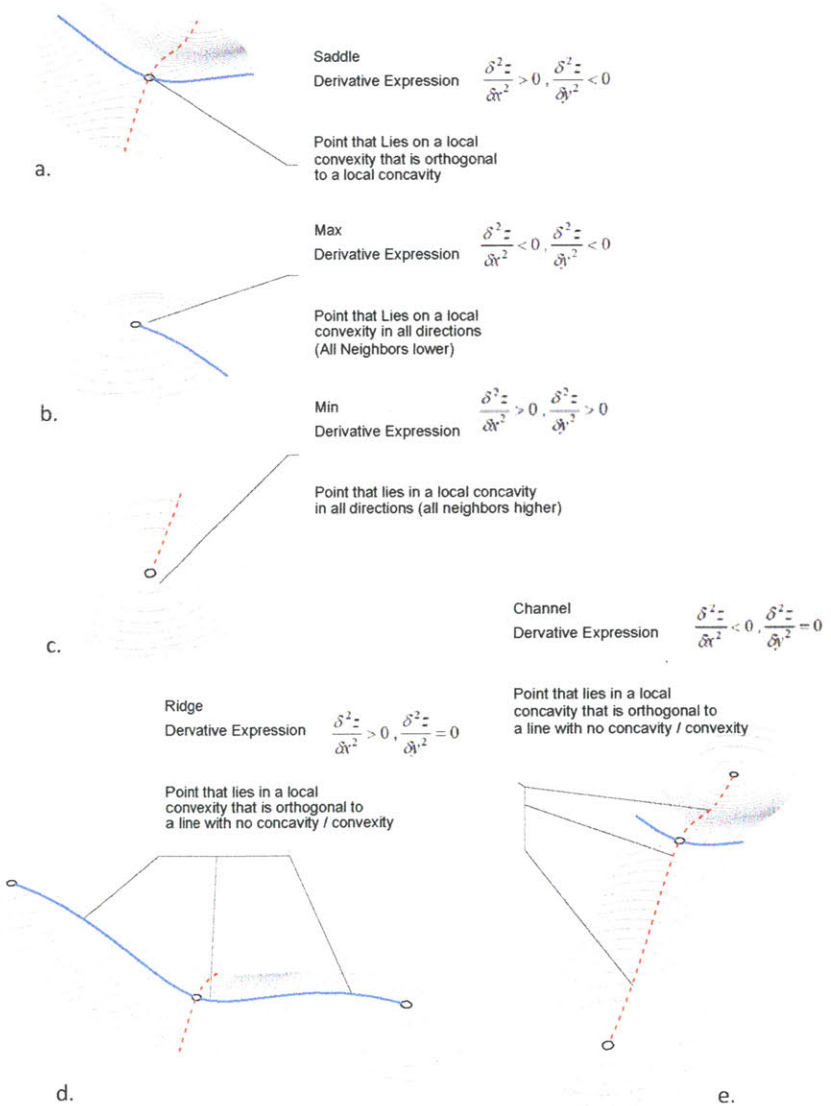 Saddle
Derivative Expression δ²z/δx² > 0 , δ²z/δy² < 0
Point that Lies on a local
convexity that is orthogonal
to a local concavity
a.
Max
Derivative Expression δ²z/δx² < 0 , δ²z/δy² < 0
Point that Lies on a local
convexity in all directions
(All Neighbors lower)
b.
Min
Derivative Expression δ²z/δx² > 0 , δ²z/δy² > 0
Point that lies in a local concavity
in all directions (all neighbors higher)
c.
Channel
Dervative Expression δ²z/δx² < 0 , δ²z/δy² = 0
Point that lies in a local
concavity that is orthogonal to
a line with no concavity / convexity
Ridge
Dervative Expression δ²z/δx² > 0 , δ²z/δy² = 0
Point that lies in a local
convexity that is orthogonal to
a line with no concavity / convexity
d.
e.